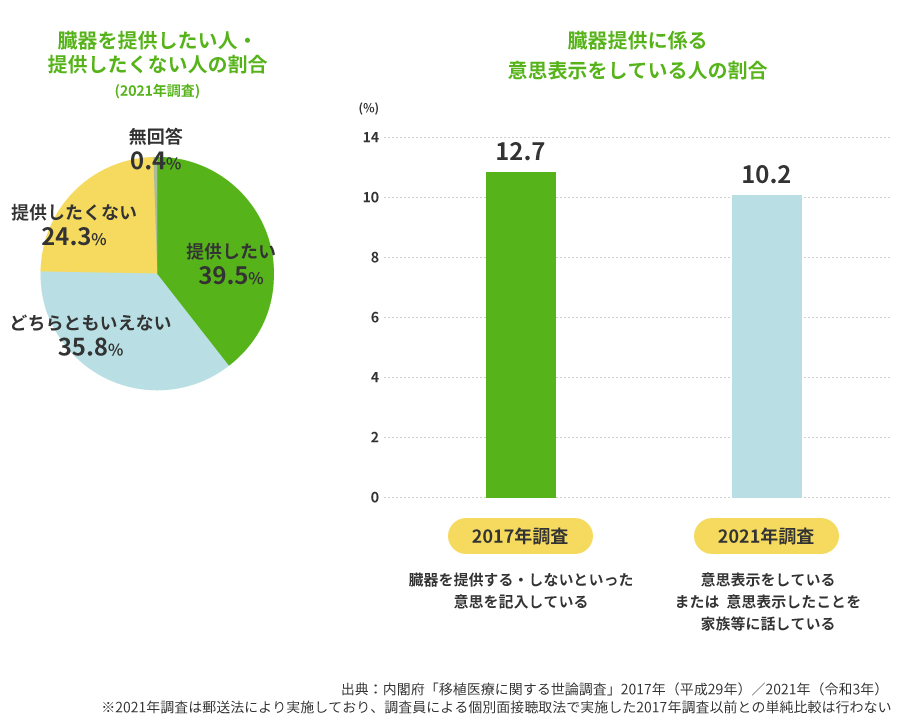 臓器を提供したい人・
提供したくない人の割合
(2021年調査)
無回答
0.4%
提供したくない
24.3%
提供したい
39.5%
どちらともいえない
35.8%
臓器提供に係る
意思表示をしている人の割合
(%)
14
10
8
6
4
2
0
12.7
10.2
2017年調査
2021年調査
臓器を提供する・しないといった
意思を記入している
意思表示をしている
または 意思表示したことを
家族等に話している
出典：内閣府「移植医療に関する世論調査」2017年（平成29年）／2021年（令和3年）
※2021年調査は郵送法により実施しており、調査員による個別面接聴取法で実施した2017年調査以前との単純比較は行わない